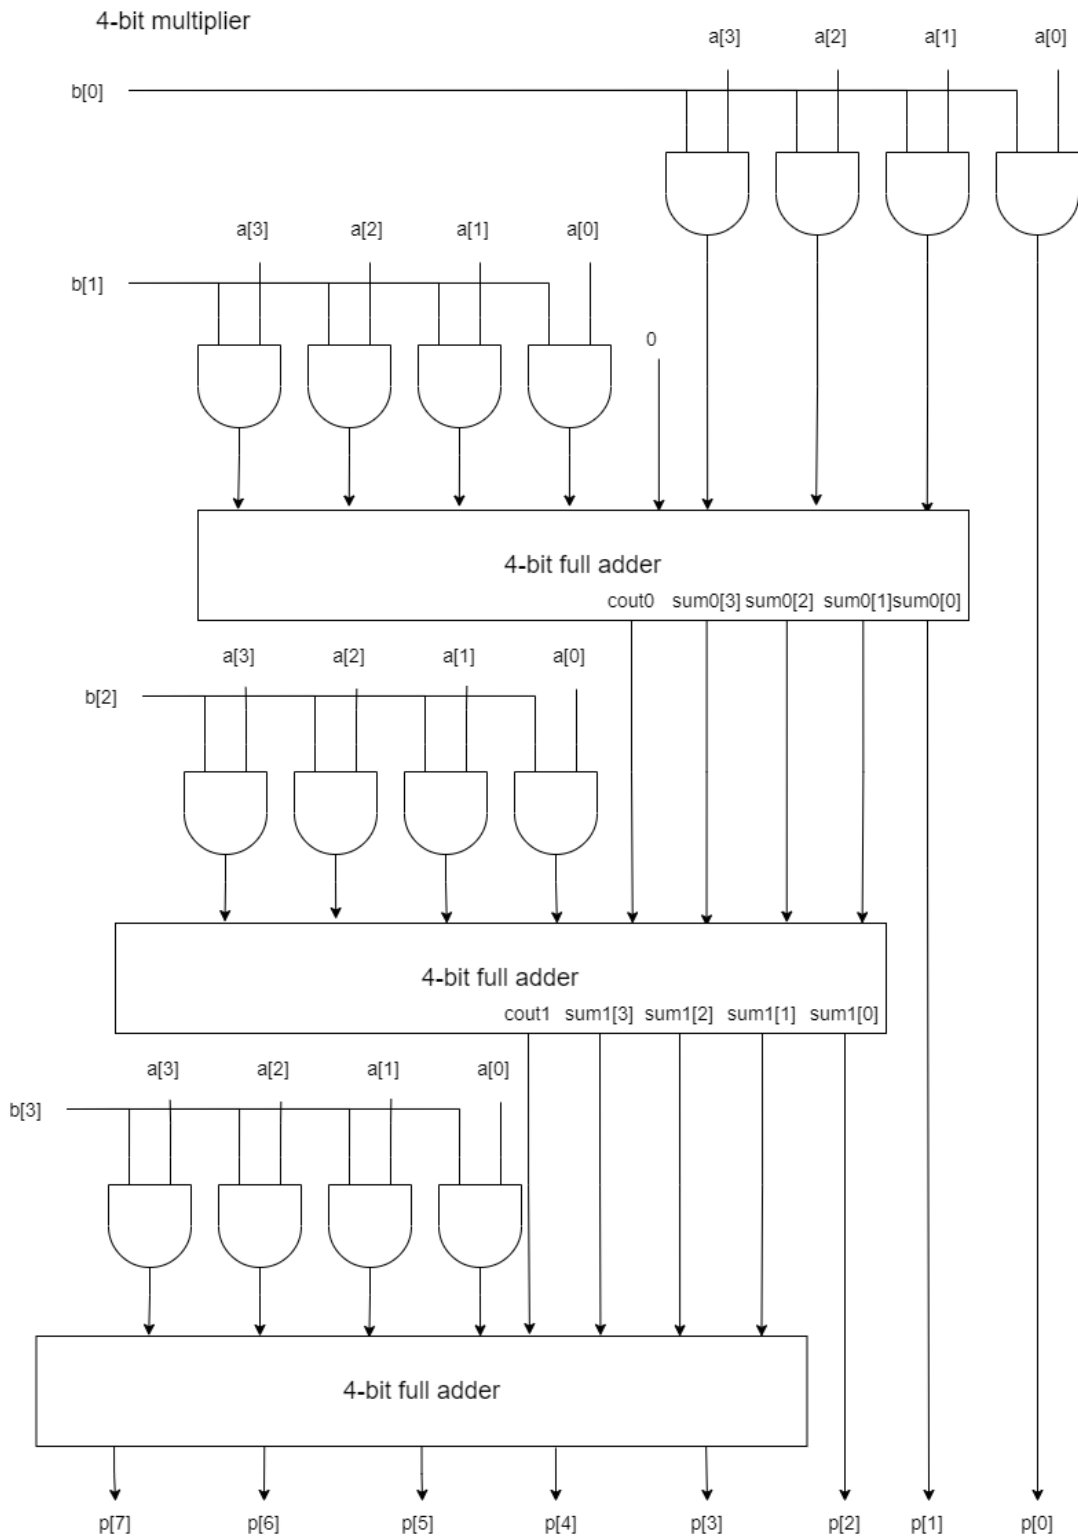 4-bit multiplier
a[3] a[2] a[1] a[0]
b[0]
a[3] a[2] a[1] a[0]
b[1]
0
4-bit full adder
cout0 sum0[3] sum0[2] sum0[1] sum0[0]
a[3] a[2] a[1] a[0]
b[2]
4-bit full adder
cout1 sum1[3] sum1[2] sum1[1] sum1[0]
a[3] a[2] a[1] a[0]
b[3]
4-bit full adder
p[7] p[6] p[5] p[4] p[3] p[2] p[1] p[0]